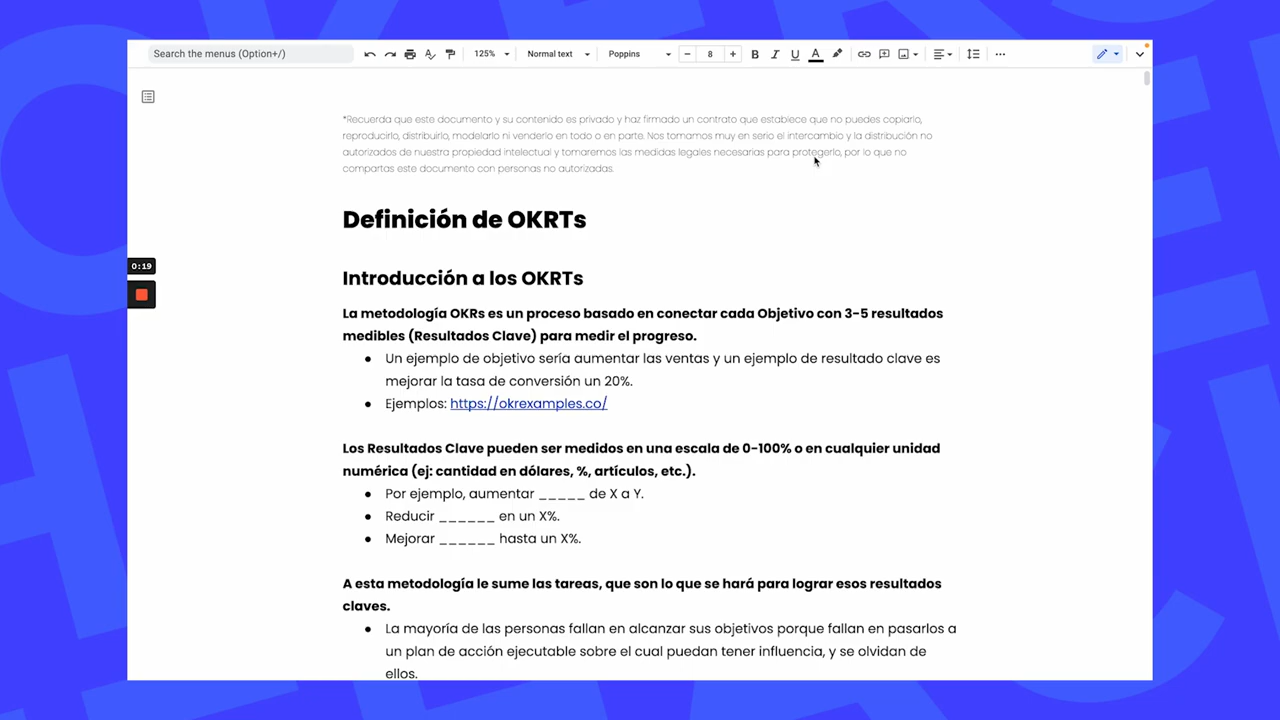 Search the menus (Option+/)
125%
Normal text
Poppins
8
*Recuerda que este documento y su contenido es privado y haz firmado un contrato que establece que no puedes copiarlo,
reproducirlo, distribuirlo, modelarlo ni venderlo en todo o en parte. Nos tomamos muy en serio el intercambio y la distribución no
autorizados de nuestra propiedad intelectual y tomaremos las medidas legales necesarias para protegerlo, por lo que no
compartas este documento con personas no autorizadas.
Definición de OKRTs
0:19
Introducción a los OKRTs
La metodología OKRs es un proceso basado en conectar cada Objetivo con 3-5 resultados
medibles (Resultados Clave) para medir el progreso.
● Un ejemplo de objetivo sería aumentar las ventas y un ejemplo de resultado clave es
mejorar la tasa de conversión un 20%.
● Ejemplos: https://okrexamples.co/
Los Resultados Clave pueden ser medidos en una escala de 0-100% o en cualquier unidad
numérica (ej: cantidad en dólares, %, artículos, etc.).
● Por ejemplo, aumentar _____ de X a Y.
● Reducir ______ en un X%.
● Mejorar ______ hasta un X%.
A esta metodología le sume las tareas, que son lo que se hará para lograr esos resultados
claves.
● La mayoría de las personas fallan en alcanzar sus objetivos porque fallan en pasarlos a
un plan de acción ejecutable sobre el cual puedan tener influencia, y se olvidan de
ellos.